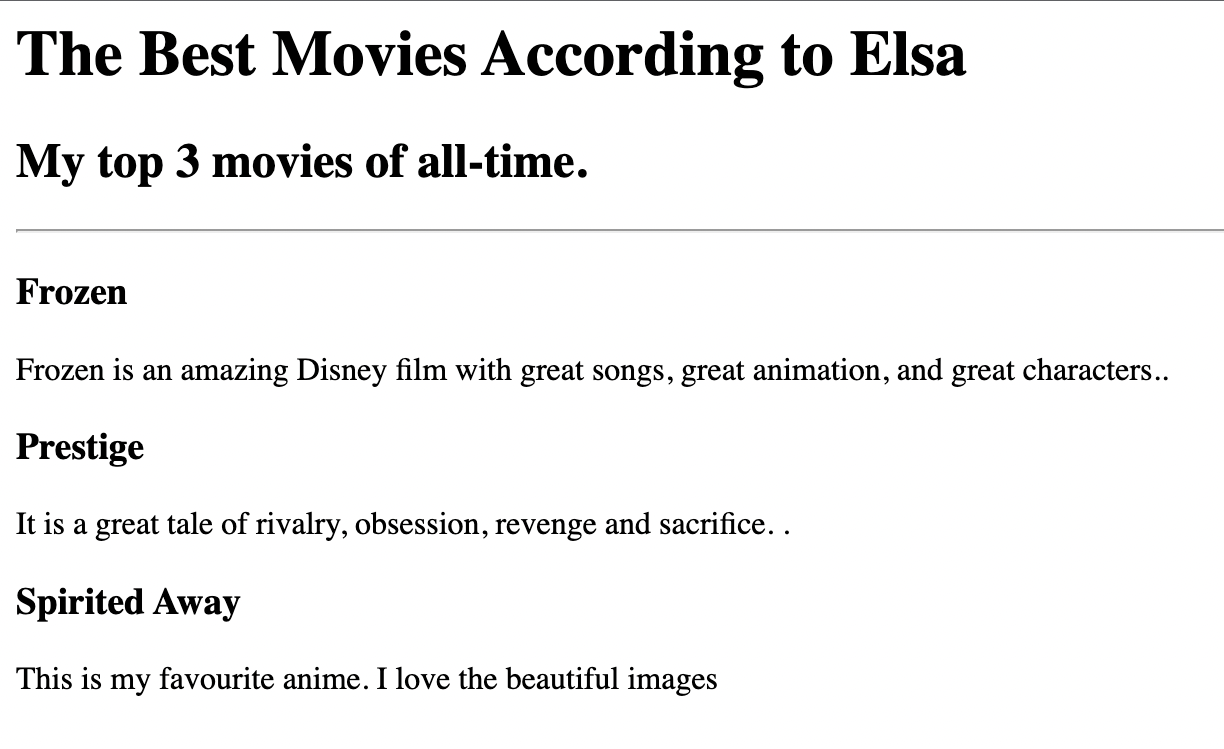 The Best Movies According to Elsa
My top 3 movies of all-time.
Frozen
Frozen is an amazing Disney film with great songs, great animation, and great characters..
Prestige
It is a great tale of rivalry, obsession, revenge and sacrifice. .
Spirited Away
This is my favourite anime. I love the beautiful images